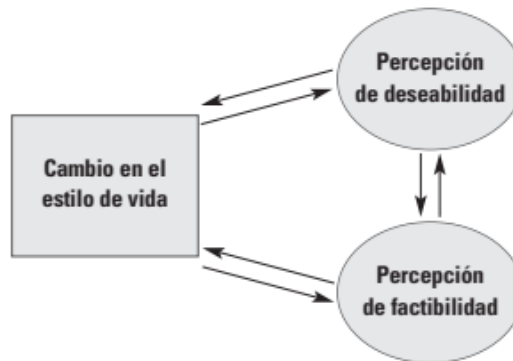 Percepción
de deseabilidad
Cambio en el
estilo de vida
Percepción
de factibilidad